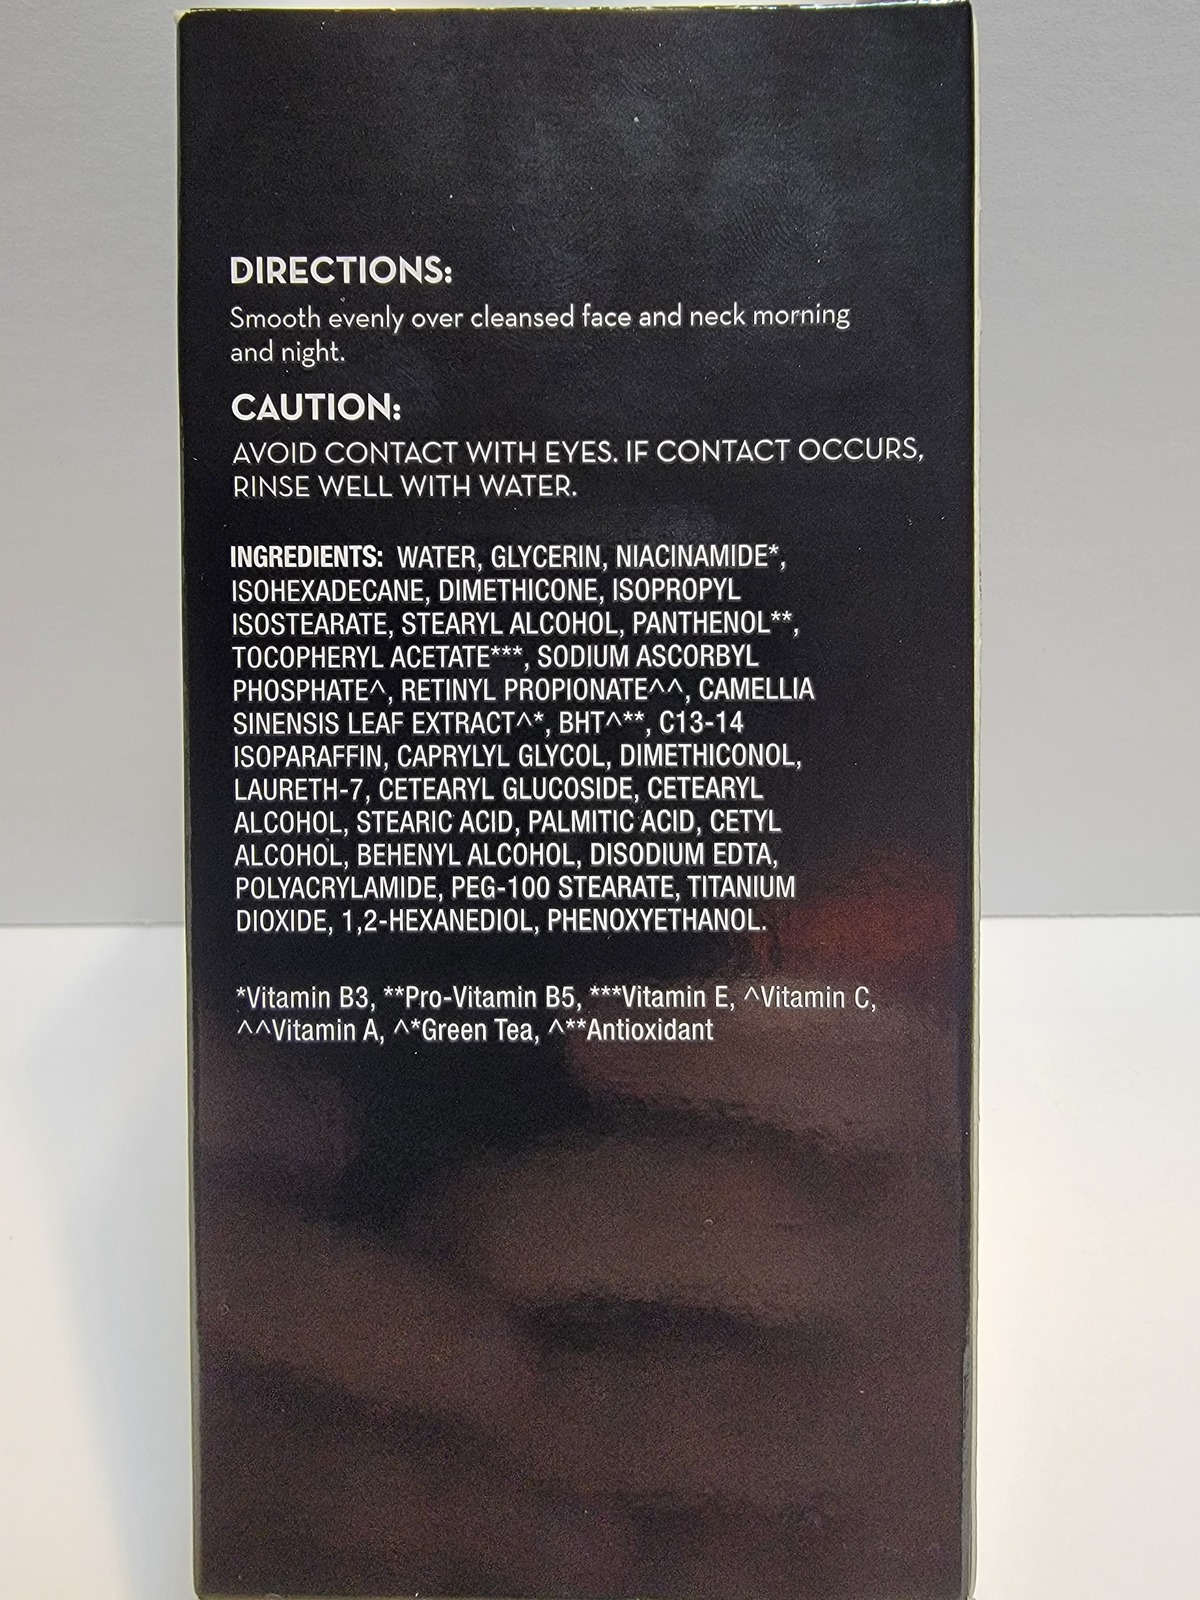 DIRECTIONS:
Smooth evenly over cleansed face and neck morning
and night.
CAUTION:
AVOID CONTACT WITH EYES. IF CONTACT OCCURS,
RINSE WELL WITH WATER.
INGREDIENTS: WATER, GLYCERIN, NIACINAMIDE*,
ISOHEXADECANE, DIMETHICONE, ISOPROPYL
ISOSTEARATE, STEARYL ALCOHOL, PANTHENOL**,
TOCOPHERYL ACETATE***, SODIUM ASCORBYL
PHOSPHATE^, RETINYL PROPIONATE^^, CAMELLIA
SINENSIS LEAF EXTRACT^*, BHT^**, C13-14
ISOPARAFFIN, CAPRYLYL GLYCOL, DIMETHICONOL,
LAURETH-7, CETEARYL GLUCOSIDE, CETEARYL
ALCOHOL, STEARIC ACID, PALMITIC ACID, CETYL
ALCOHOL, BEHENYL ALCOHOL, DISODIUM EDTA,
POLYACRYLAMIDE, PEG-100 STEARATE, TITANIUM
DIOXIDE, 1,2-HEXANEDIOL, PHENOXYETHANOL.
*Vitamin B3, **Pro-Vitamin B5, ***Vitamin E, ^Vitamin C,
^^Vitamin A, ^*Green Tea, ^**Antioxidant